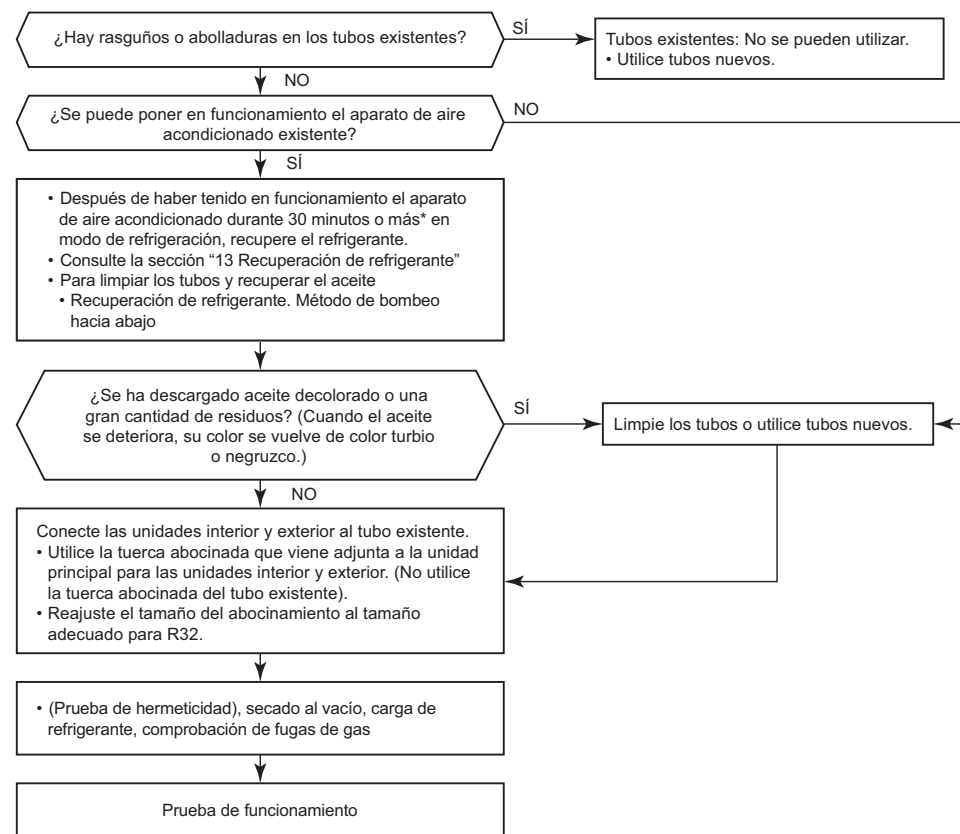 ¿Hay rasguños o abolladuras en los tubos existentes?
SÍ
Tubos existentes: No se pueden utilizar.
• Utilice tubos nuevos.
NO
¿Se puede poner en funcionamiento el aparato de aire
acondicionado existente?
NO
SÍ
• Después de haber tenido en funcionamiento el aparato
de aire acondicionado durante 30 minutos o más* en
modo de refrigeración, recupere el refrigerante.
• Consulte la sección “13 Recuperación de refrigerante”
• Para limpiar los tubos y recuperar el aceite
• Recuperación de refrigerante. Método de bombeo
hacia abajo
¿Se ha descargado aceite decolorado o una
gran cantidad de residuos? (Cuando el aceite
se deteriora, su color se vuelve de color turbio
o negruzco.)
SÍ
Limpie los tubos o utilice tubos nuevos.
NO
Conecte las unidades interior y exterior al tubo existente.
• Utilice la tuerca abocinada que viene adjunta a la unidad
principal para las unidades interior y exterior. (No utilice
la tuerca abocinada del tubo existente).
• Reajuste el tamaño del abocinamiento al tamaño
adecuado para R32.
• (Prueba de hermeticidad), secado al vacío, carga de
refrigerante, comprobación de fugas de gas
Prueba de funcionamiento